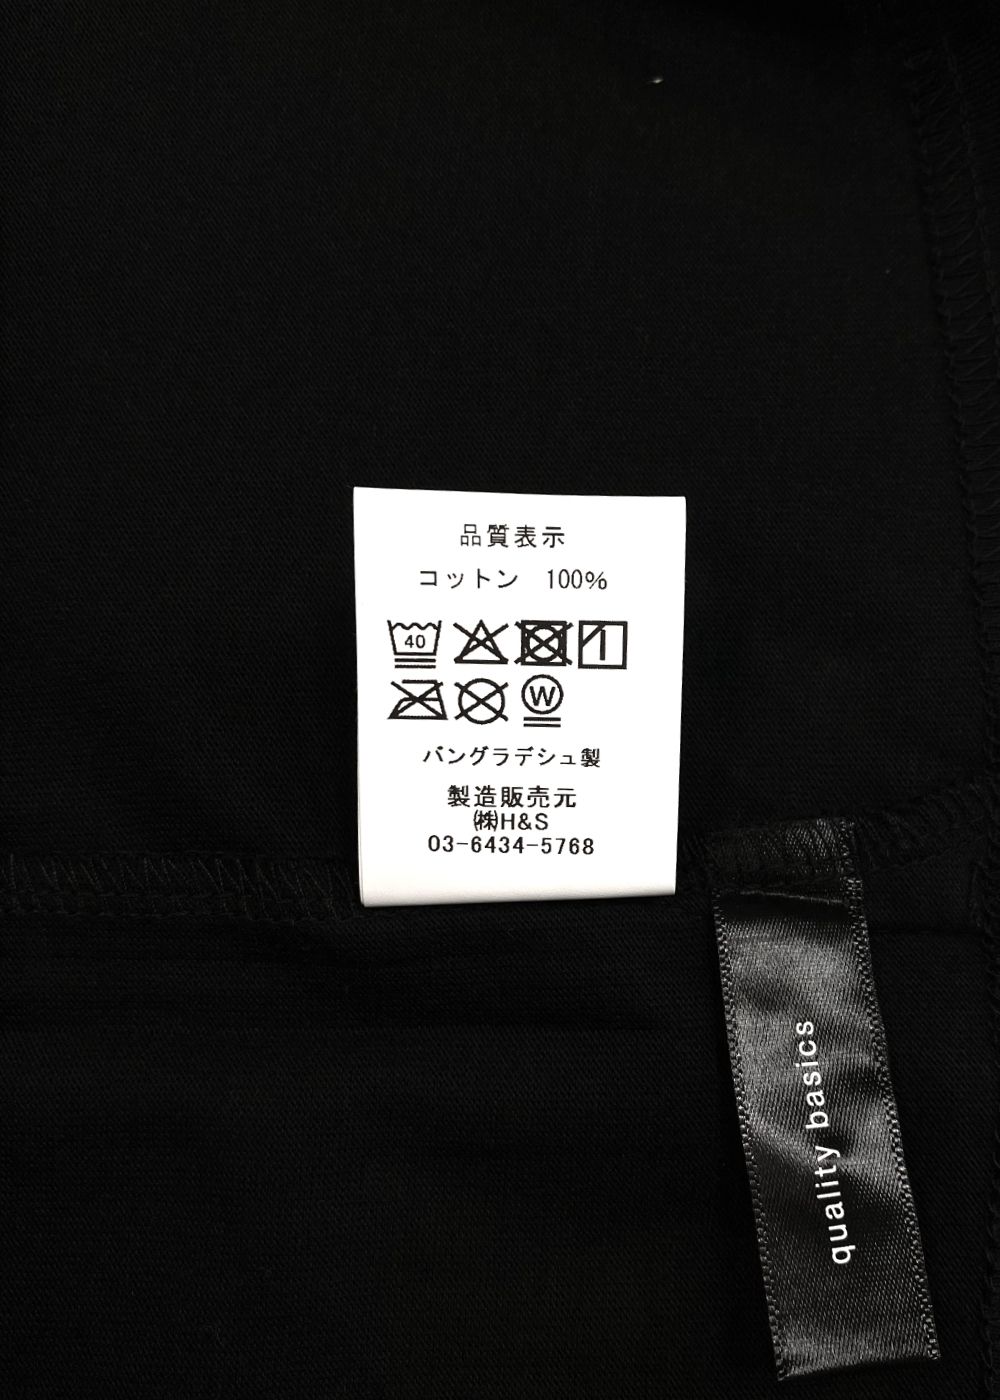 品質表示
コットン 100%
40
W
バングラデシュ製
製造販売元
㈱H&S
03-6434-5768
quality basics